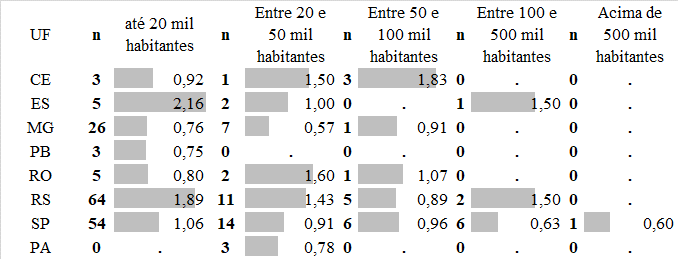 UF n até 20 mil habitantes n Entre 20 e 50 mil habitantes n Entre 50 e 100 mil habitantes n Entre 100 e 500 mil habitantes n Acima de 500 mil habitantes
CE 3 0,92 1 1,50 3 1,83 0 . 0 .
ES 5 2,16 2 1,00 0 . 1 1,50 0 .
MG 26 0,76 7 0,57 1 0,91 0 . 0 .
PB 3 0,75 0 . 0 . 0 . 0 .
RO 5 0,80 2 1,60 1 1,07 0 . 0 .
RS 64 1,89 11 1,43 5 0,89 2 1,50 0 .
SP 54 1,06 14 0,91 6 0,96 6 0,63 1 0,60
PA 0 . 3 0,78 0 . 0 . 0 .